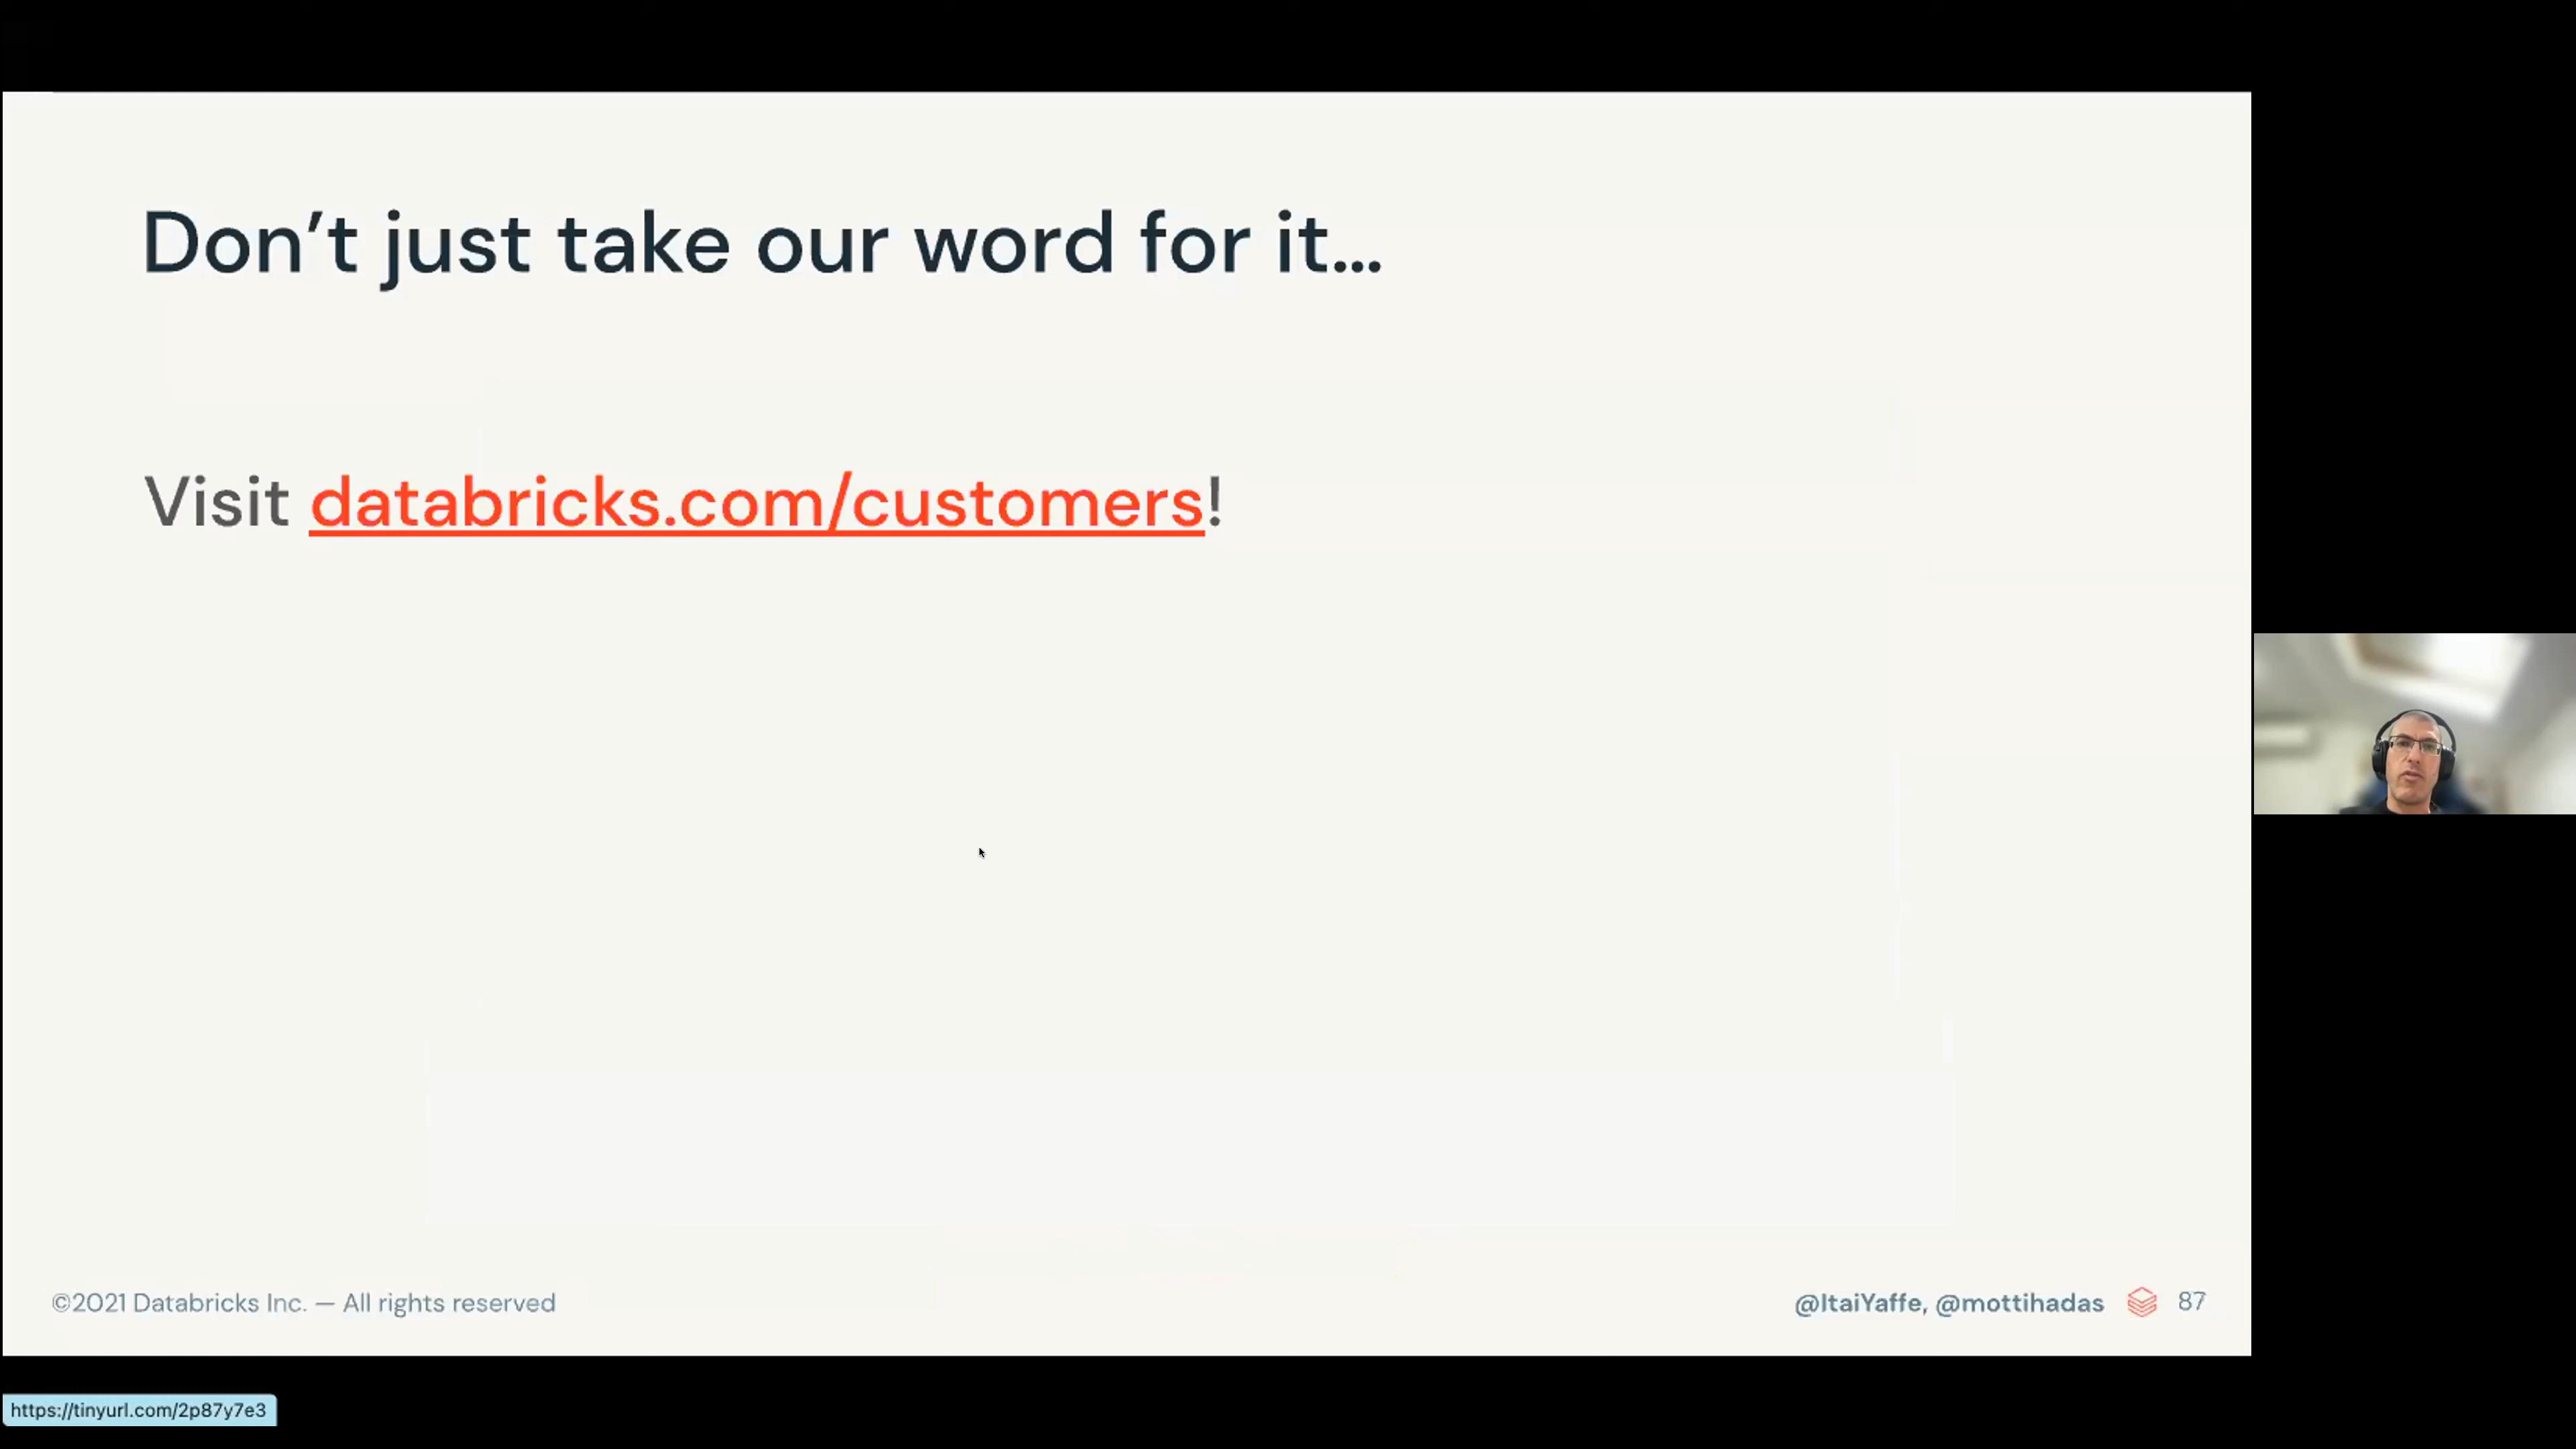 Don’t just take our word for it...
Visit databricks.com/customers!
©2021 Databricks Inc. — All rights reserved
@ItaiYaffe, @mottihadas 87
https://tinyurl.com/2p87y7e3